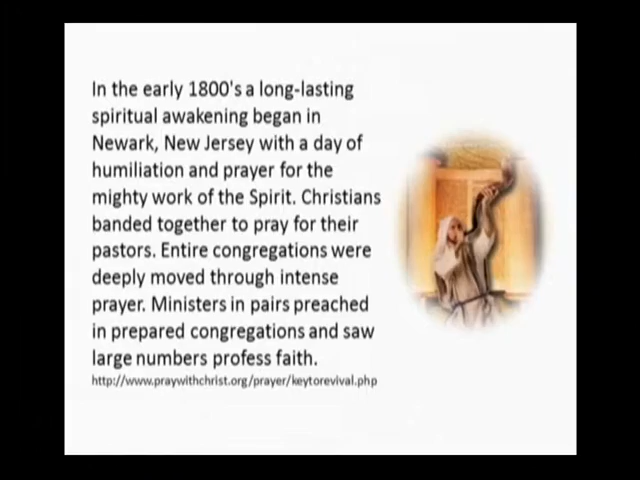 In the early 1800's a long-lasting
spiritual awakening began in
Newark, New Jersey with a day of
humiliation and prayer for the
mighty work of the Spirit. Christians
banded together to pray for their
pastors. Entire congregations were
deeply moved through intense
prayer. Ministers in pairs preached
in prepared congregations and saw
large numbers profess faith.
http://www.praywithchrist.org/prayer/keytorevival.php